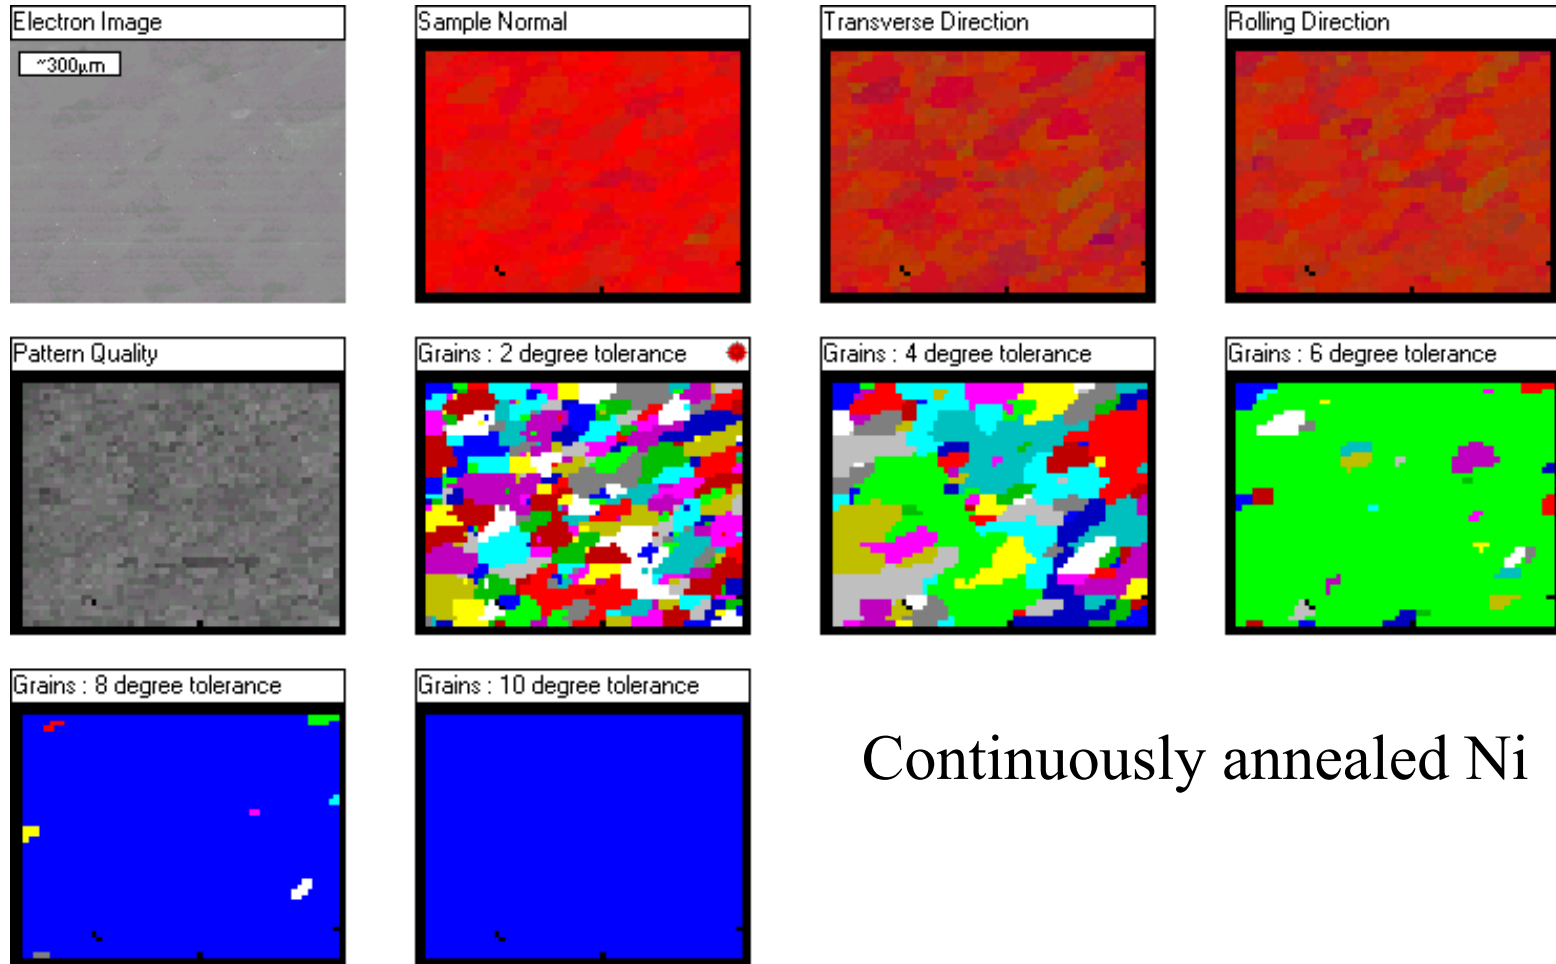 Electron Image
Sample Normal
Transverse Direction
Rolling Direction
~300µm
Pattern Quality
Grains : 2 degree tolerance
Grains : 4 degree tolerance
Grains : 6 degree tolerance
Grains : 8 degree tolerance
Grains : 10 degree tolerance
Continuously annealed Ni